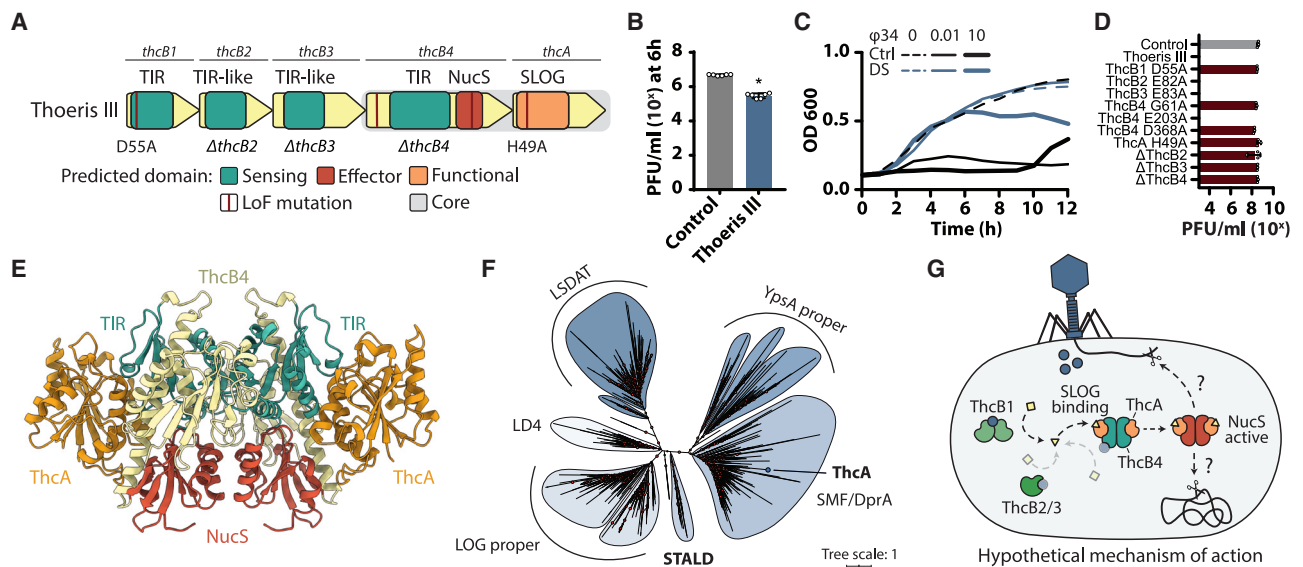 A
thcB1 thcB2 thcB3 thcB4 thcA
TIR TIR-like TIR-like TIR NucS SLOG
Thoeris III
D55A ΔthcB2 ΔthcB3 ΔthcB4 H49A
Predicted domain: Sensing Effector Functional
LoF mutation Core
B
PFU/ml (10ˣ) at 6h
8
6
4
2
0
*
Control
Thoeris III
C
φ34 0 0.01 10
Ctrl
DS
OD 600
1.0
0.5
0.0
0 2 4 6 8 10 12
Time (h)
D
Control
Thoeris III
ThcB1 D55A
ThcB2 E82A
ThcB3 E83A
ThcB4 G61A
ThcB4 E203A
ThcB4 D368A
ThcA H49A
ΔThcB2
ΔThcB3
ΔThcB4
4 6 8 10
PFU/ml (10ˣ)
E
ThcB4
TIR TIR
ThcA ThcA
NucS
F
LSDAT
YpsA proper
LD4
ThcA
SMF/DprA
LOG proper
STALD
Tree scale: 1
G
ThcB1
SLOG
binding
ThcA
?
NucS
active
ThcB4
?
ThcB2/3
Hypothetical mechanism of action